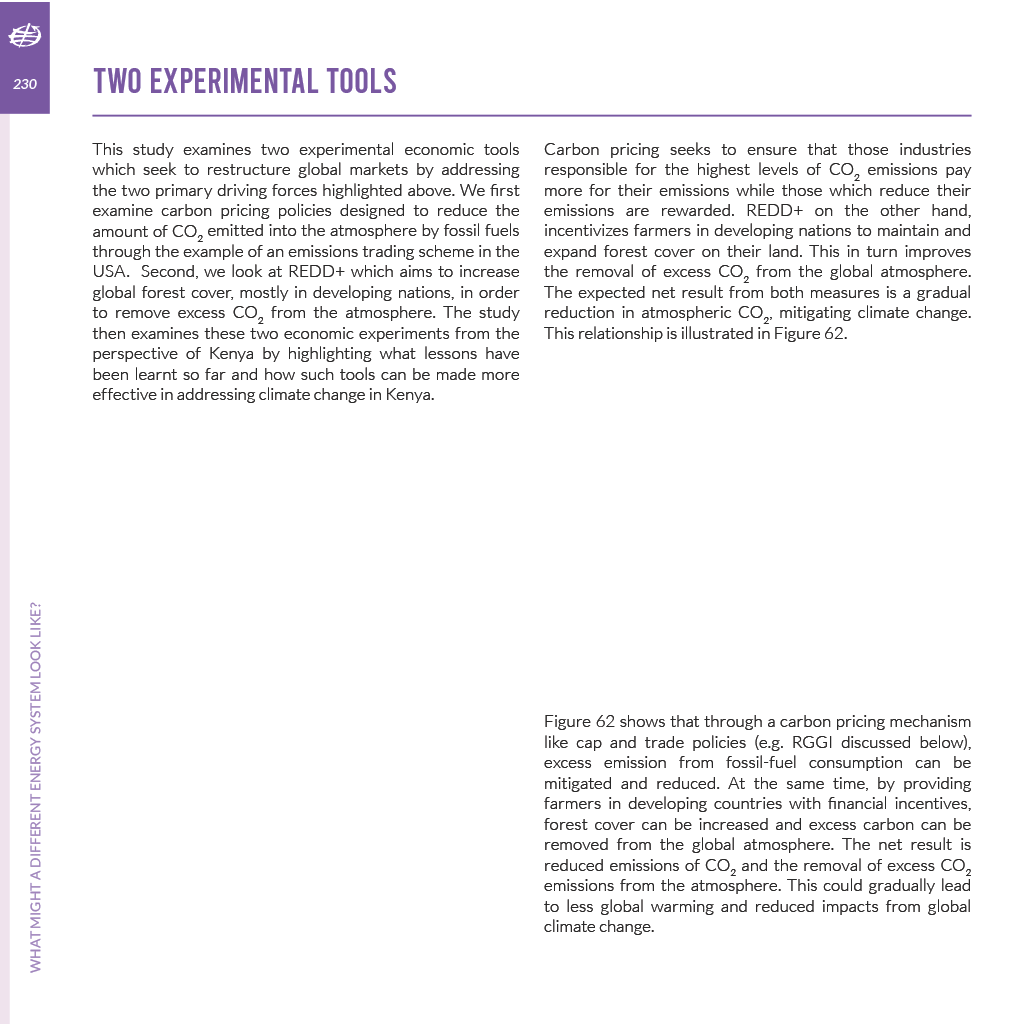 230
TWO EXPERIMENTAL TOOLS
This study examines two experimental economic tools
which seek to restructure global markets by addressing
the two primary driving forces highlighted above. We first
examine carbon pricing policies designed to reduce the
amount of CO₂ emitted into the atmosphere by fossil fuels
through the example of an emissions trading scheme in the
USA.  Second, we look at REDD+ which aims to increase
global forest cover, mostly in developing nations, in order
to remove excess CO₂ from the atmosphere. The study
then examines these two economic experiments from the
perspective of Kenya by highlighting what lessons have
been learnt so far and how such tools can be made more
effective in addressing climate change in Kenya.
Carbon pricing seeks to ensure that those industries
responsible for the highest levels of CO₂ emissions pay
more for their emissions while those which reduce their
emissions are rewarded. REDD+ on the other hand,
incentivizes farmers in developing nations to maintain and
expand forest cover on their land. This in turn improves
the removal of excess CO₂ from the global atmosphere.
The expected net result from both measures is a gradual
reduction in atmospheric CO₂, mitigating climate change.
This relationship is illustrated in Figure 62.
Figure 62 shows that through a carbon pricing mechanism
like cap and trade policies (e.g. RGGI discussed below),
excess emission from fossil-fuel consumption can be
mitigated and reduced. At the same time, by providing
farmers in developing countries with financial incentives,
forest cover can be increased and excess carbon can be
removed from the global atmosphere. The net result is
reduced emissions of CO₂ and the removal of excess CO₂
emissions from the atmosphere. This could gradually lead
to less global warming and reduced impacts from global
climate change.
WHAT MIGHT A DIFFERENT ENERGY SYSTEM LOOK LIKE?